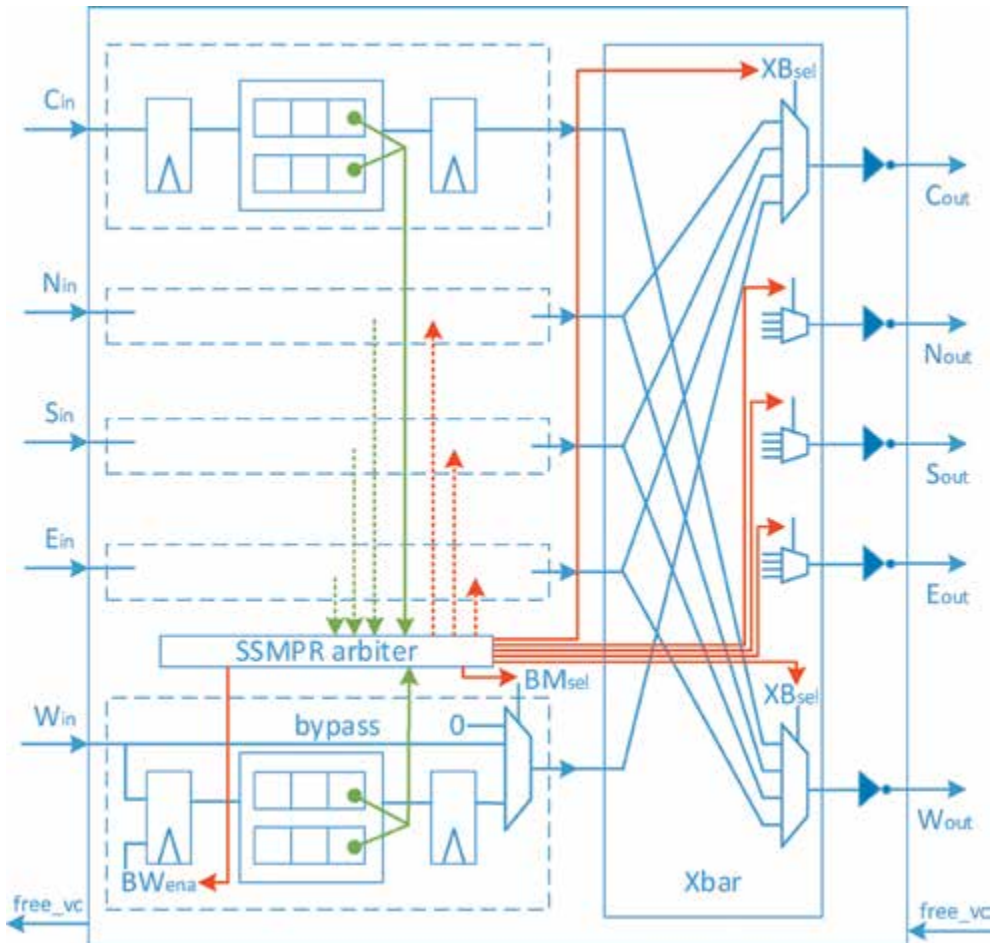 XBsel
Cin
Cout
Nin
Nout
Sin
Sout
Ein
Eout
SSMPR arbiter
BMsel
XBsel
Win
bypass
0
Wout
Xbar
BWena
free_vc
free_vc